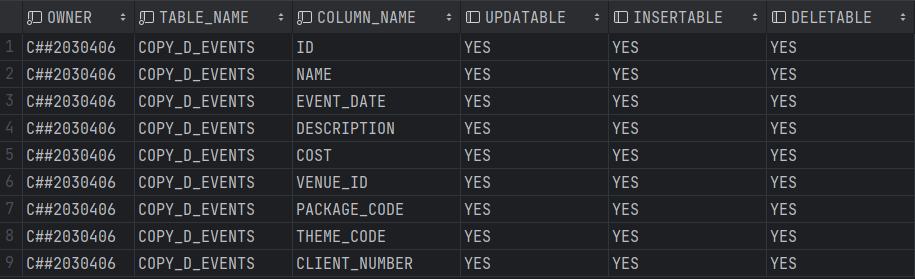 OWNER TABLE_NAME COLUMN_NAME UPDATABLE INSERTABLE DELETABLE
1 C##2030406 COPY_D_EVENTS ID YES YES YES
2 C##2030406 COPY_D_EVENTS NAME YES YES YES
3 C##2030406 COPY_D_EVENTS EVENT_DATE YES YES YES
4 C##2030406 COPY_D_EVENTS DESCRIPTION YES YES YES
5 C##2030406 COPY_D_EVENTS COST YES YES YES
6 C##2030406 COPY_D_EVENTS VENUE_ID YES YES YES
7 C##2030406 COPY_D_EVENTS PACKAGE_CODE YES YES YES
8 C##2030406 COPY_D_EVENTS THEME_CODE YES YES YES
9 C##2030406 COPY_D_EVENTS CLIENT_NUMBER YES YES YES